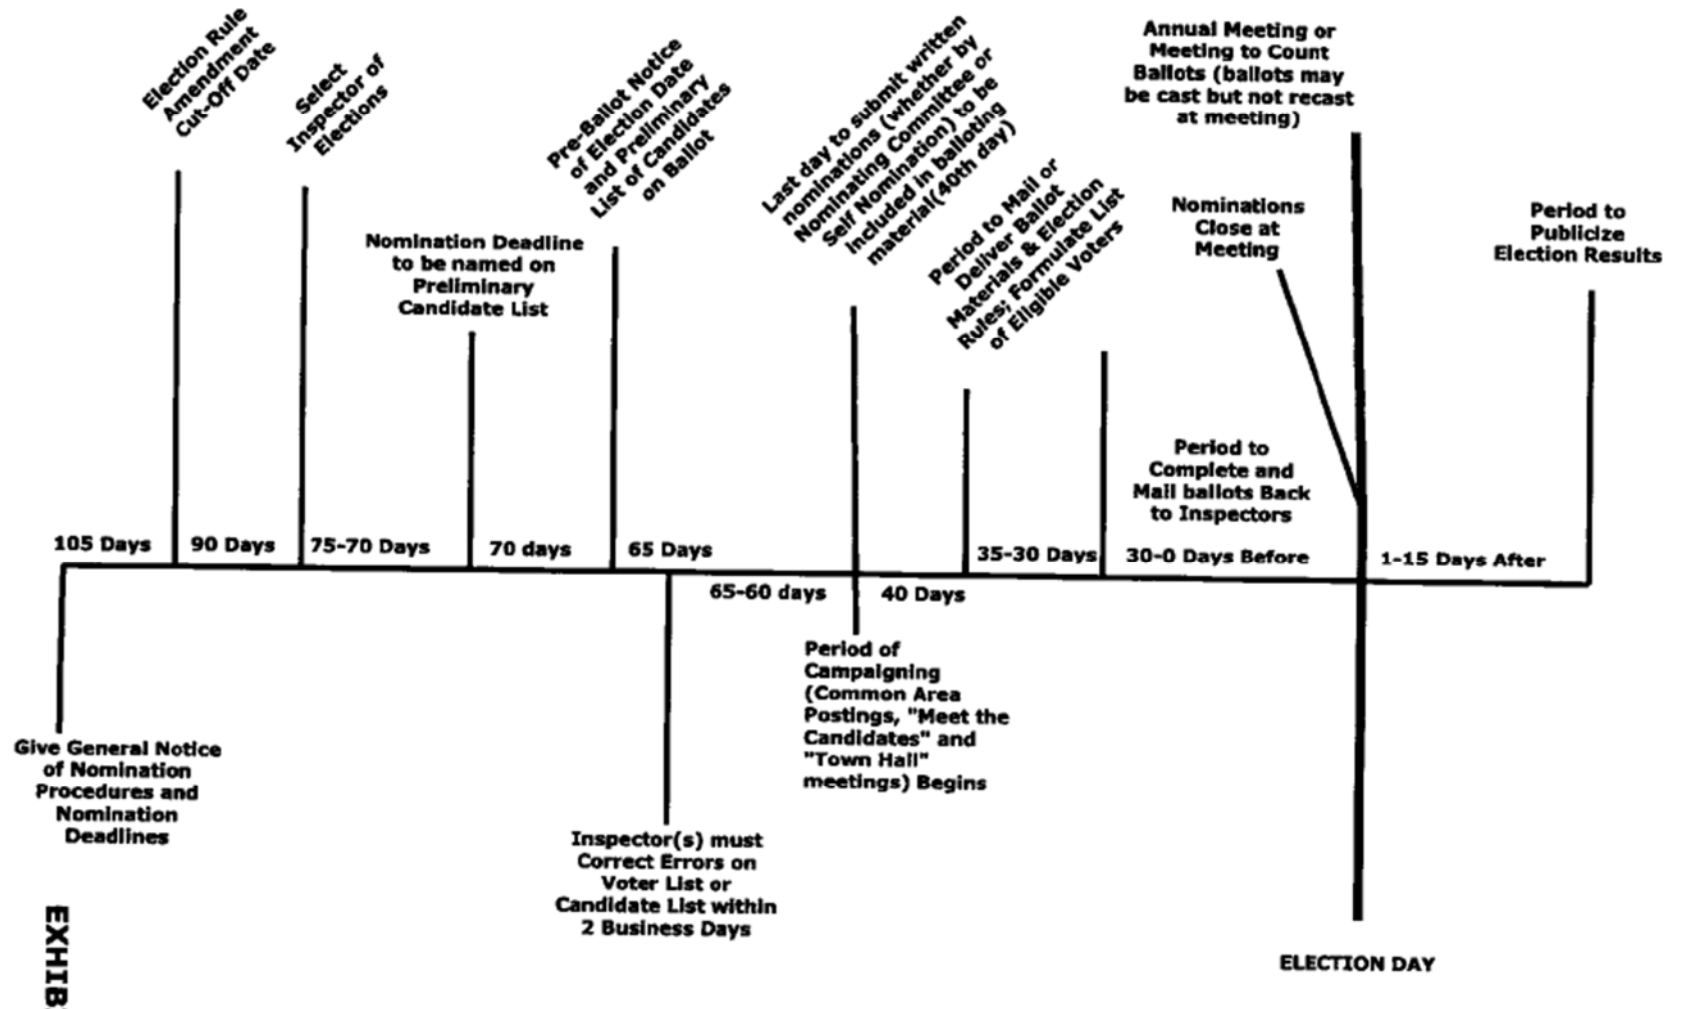 Election Rule
Amendment
Cut-Off Date
Select
Inspector of
Elections
Nomination Deadline
to be named on
Preliminary
Candidate List
Pre-Ballot Notice
of Election Date
and Preliminary
List of Candidates
on Ballot
Last day to submit written
nominations (whether by
Nominating Committee or
Self Nomination) to be
included in balloting
material(40th day)
Period to Mail or
Deliver Ballot
Materials & Election
Rules; Formulate List
of Eligible Voters
Annual Meeting or
Meeting to Count
Ballots (ballots may
be cast but not recast
at meeting)
Nominations
Close at
Meeting
Period to
Publicize
Election Results
Period to
Complete and
Mail ballots Back
to Inspectors
105 Days
90 Days
75-70 Days
70 days
65 Days
65-60 days
40 Days
35-30 Days
30-0 Days Before
1-15 Days After
Give General Notice
of Nomination
Procedures and
Nomination
Deadlines
Inspector(s) must
Correct Errors on
Voter List or
Candidate List within
2 Business Days
Period of
Campaigning
(Common Area
Postings, "Meet the
Candidates" and
"Town Hall"
meetings) Begins
ELECTION DAY
EXHIB